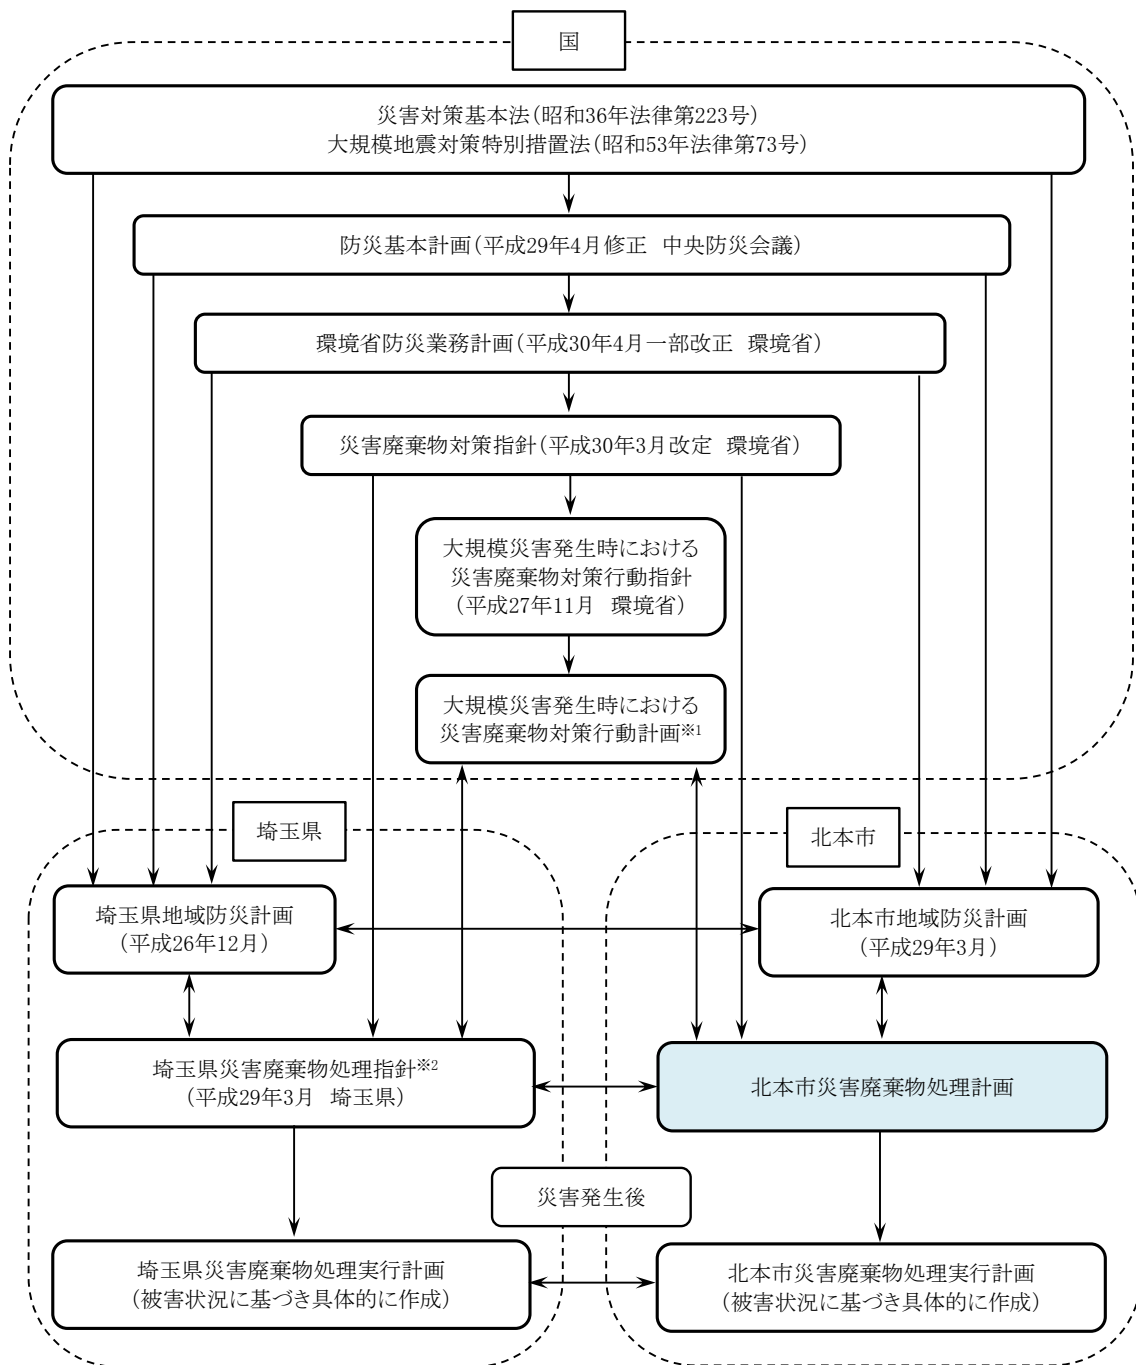 国
災害対策基本法(昭和36年法律第223号)
大規模地震対策特別措置法(昭和53年法律第73号)
防災基本計画(平成29年4月修正 中央防災会議)
環境省防災業務計画(平成30年4月一部改正 環境省)
災害廃棄物対策指針(平成30年3月改定 環境省)
大規模災害発生時における
災害廃棄物対策行動指針
(平成27年11月 環境省)
大規模災害発生時における
災害廃棄物対策行動計画※1
埼玉県
北本市
埼玉県地域防災計画
(平成26年12月)
北本市地域防災計画
(平成29年3月)
埼玉県災害廃棄物処理指針※2
(平成29年3月 埼玉県)
北本市災害廃棄物処理計画
災害発生後
埼玉県災害廃棄物処理実行計画
(被害状況に基づき具体的に作成)
北本市災害廃棄物処理実行計画
(被害状況に基づき具体的に作成)